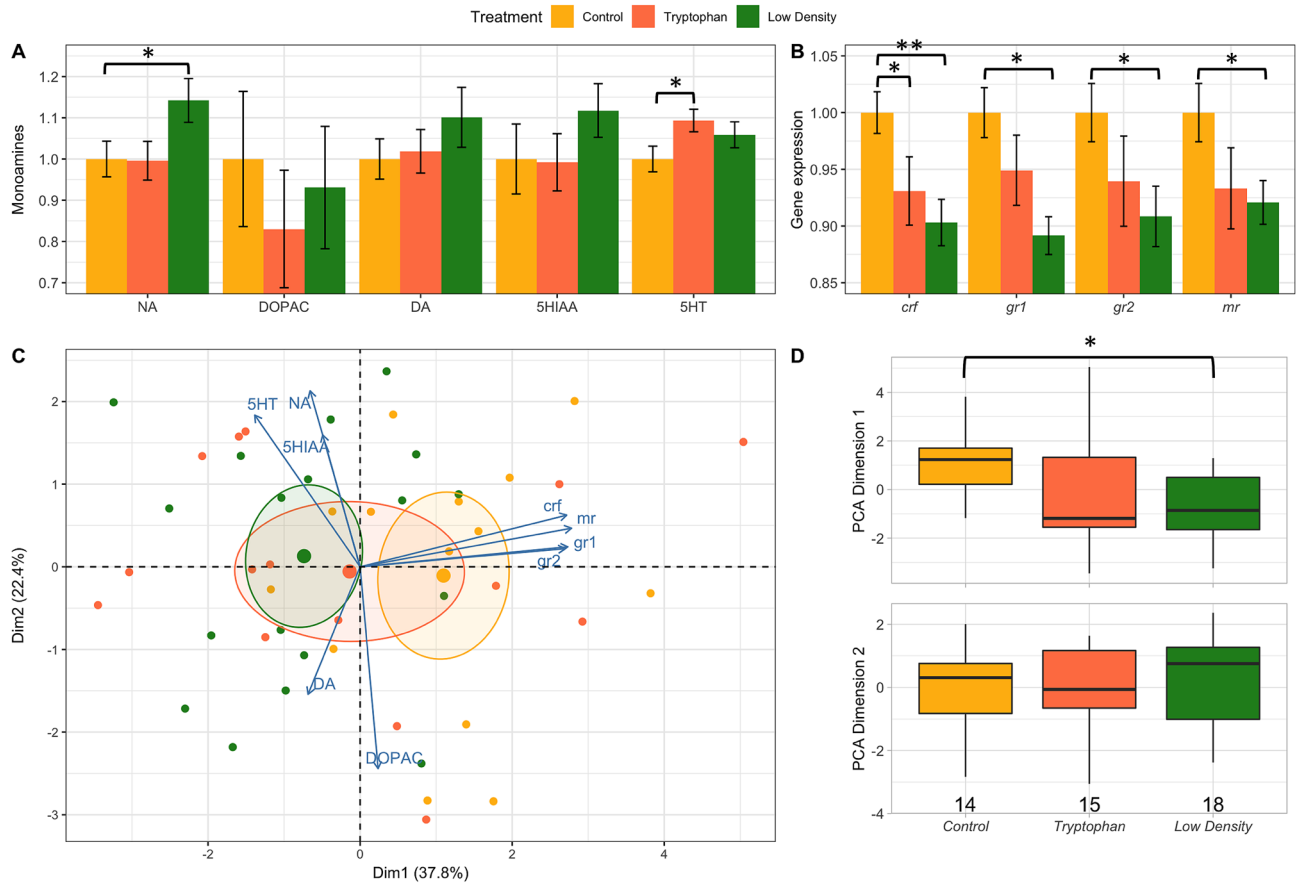 Treatment Control Tryptophan Low Density
A
Monoamines
1.2
1.1
1.0
0.9
0.8
0.7
*
*
NA DOPAC DA 5HIAA 5HT
B
Gene expression
1.05
1.00
0.95
0.90
0.85
**
*
*
*
*
crf gr1 gr2 mr
C
Dim2 (22.4%)
2
1
0
-1
-2
-3
5HT NA
5HIAA
crf
mr
gr1
gr2
DA
DOPAC
-2 0 2 4
Dim1 (37.8%)
D
*
PCA Dimension 1
4
2
0
-2
PCA Dimension 2
2
0
-2
-4
14 15 18
Control Tryptophan Low Density